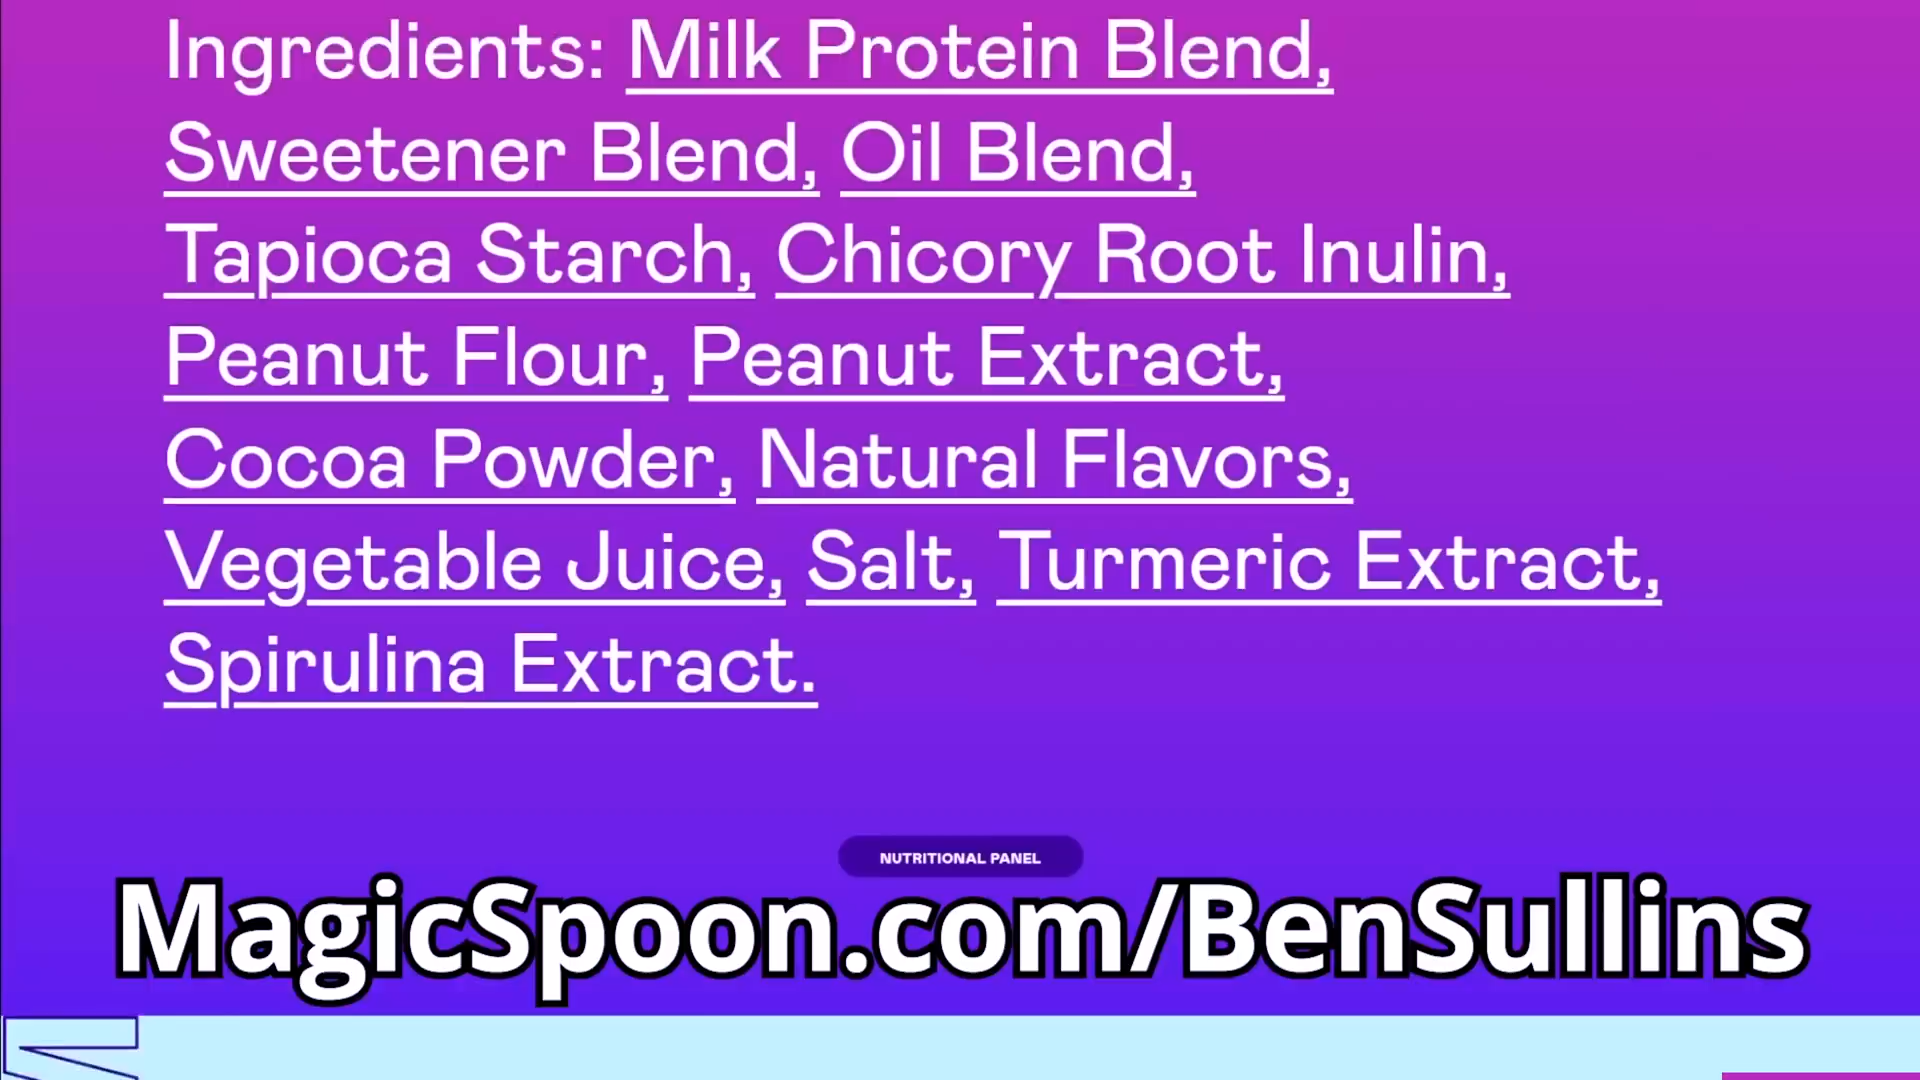 Ingredients: Milk Protein Blend,
Sweetener Blend, Oil Blend,
Tapioca Starch, Chicory Root Inulin,
Peanut Flour, Peanut Extract,
Cocoa Powder, Natural Flavors,
Vegetable Juice, Salt, Turmeric Extract,
Spirulina Extract.
NUTRITIONAL PANEL
MagicSpoon.com/BenSullins